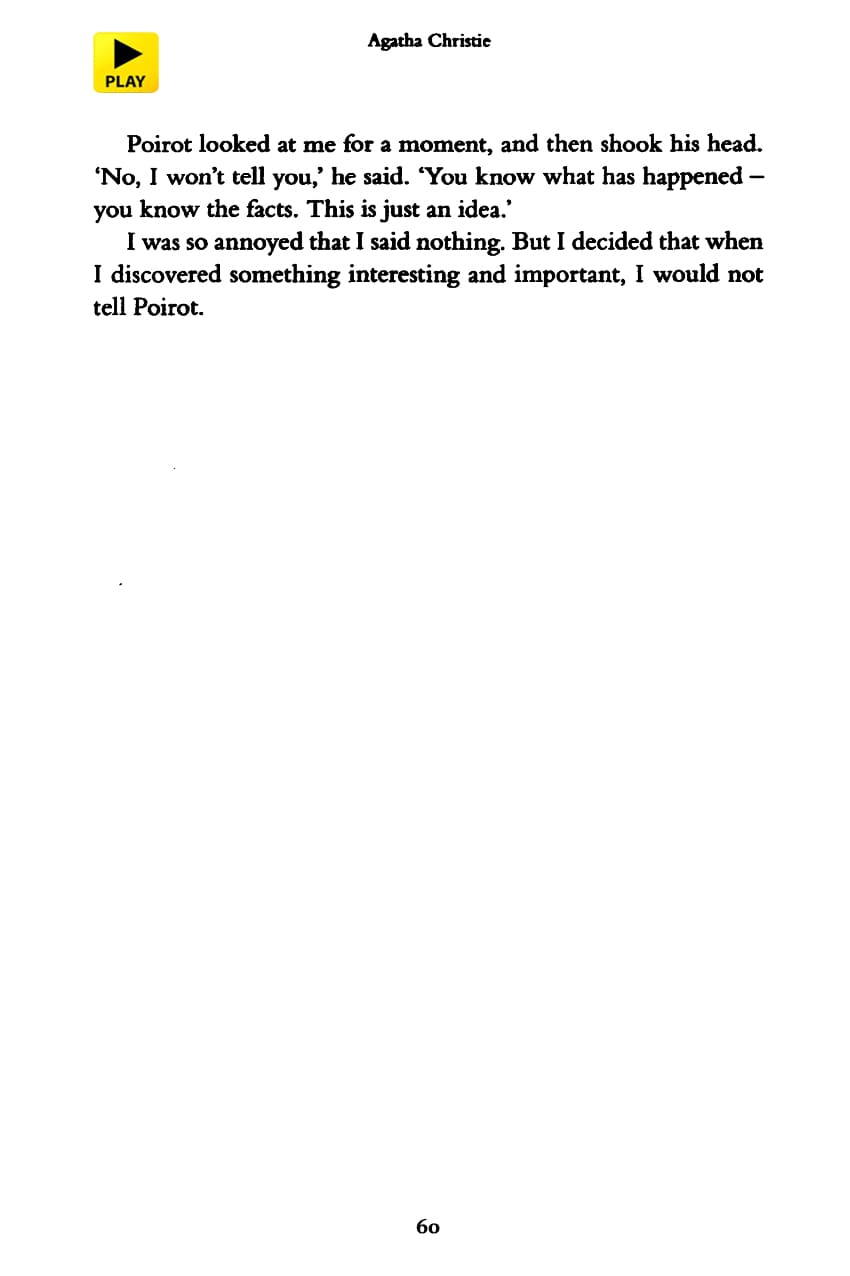 Agatha Christie
PLAY
Poirot looked at me for a moment, and then shook his head.
‘No, I won’t tell you,’ he said. ‘You know what has happened –
you know the facts. This is just an idea.’
I was so annoyed that I said nothing. But I decided that when
I discovered something interesting and important, I would not
tell Poirot.
60